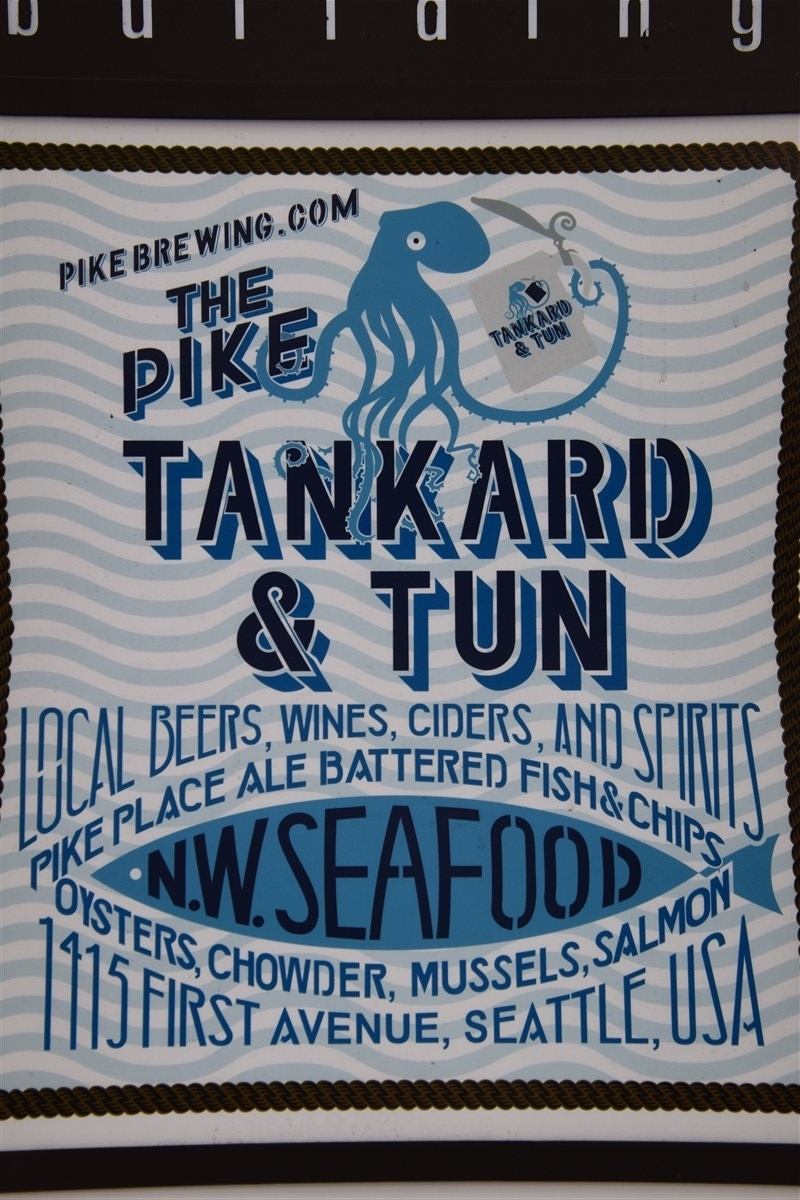 building
PIKEBREWING.COM
THE
PIKE
TANKARD
& TUN
TANKARD
& TUN
LOCAL BEERS, WINES, CIDERS, AND SPIRITS
PIKE PLACE ALE BATTERED FISH & CHIPS
N.W. SEAFOOD
OYSTERS, CHOWDER, MUSSELS, SALMON
1415 FIRST AVENUE, SEATTLE, USA